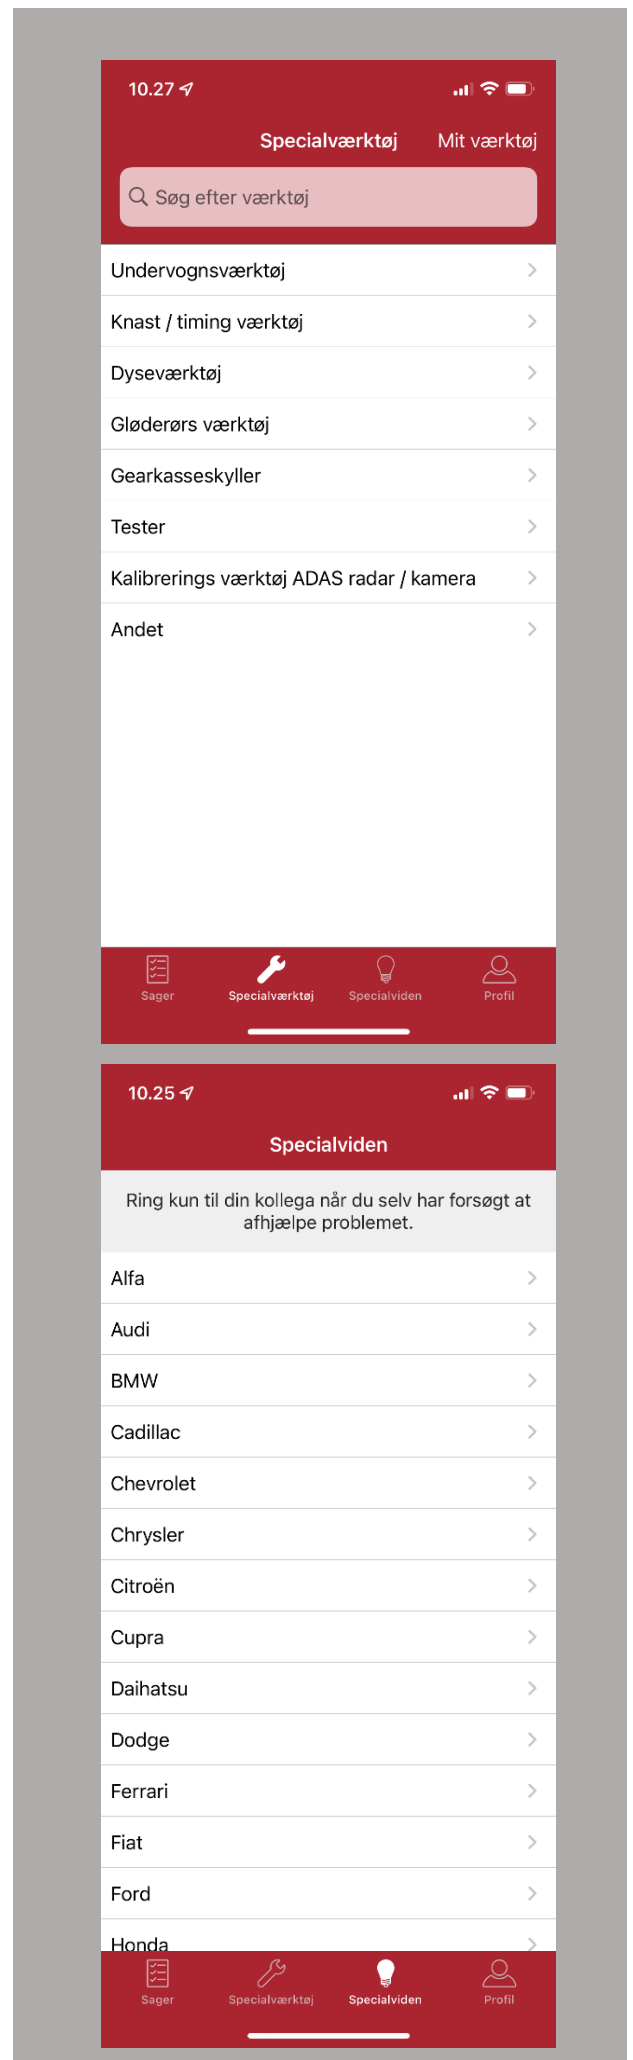 10.27
Specialværktøj Mit værktøj
Søg efter værktøj
Undervognsværktøj
Knast / timing værktøj
Dyseværktøj
Gløderørs værktøj
Gearkasseskyller
Tester
Kalibrerings værktøj ADAS radar / kamera
Andet
Sager Specialværktøj Specialviden Profil
10.25
Specialviden
Ring kun til din kollega når du selv har forsøgt at
afhjælpe problemet.
Alfa
Audi
BMW
Cadillac
Chevrolet
Chrysler
Citroën
Cupra
Daihatsu
Dodge
Ferrari
Fiat
Ford
Honda
Sager Specialværktøj Specialviden Profil